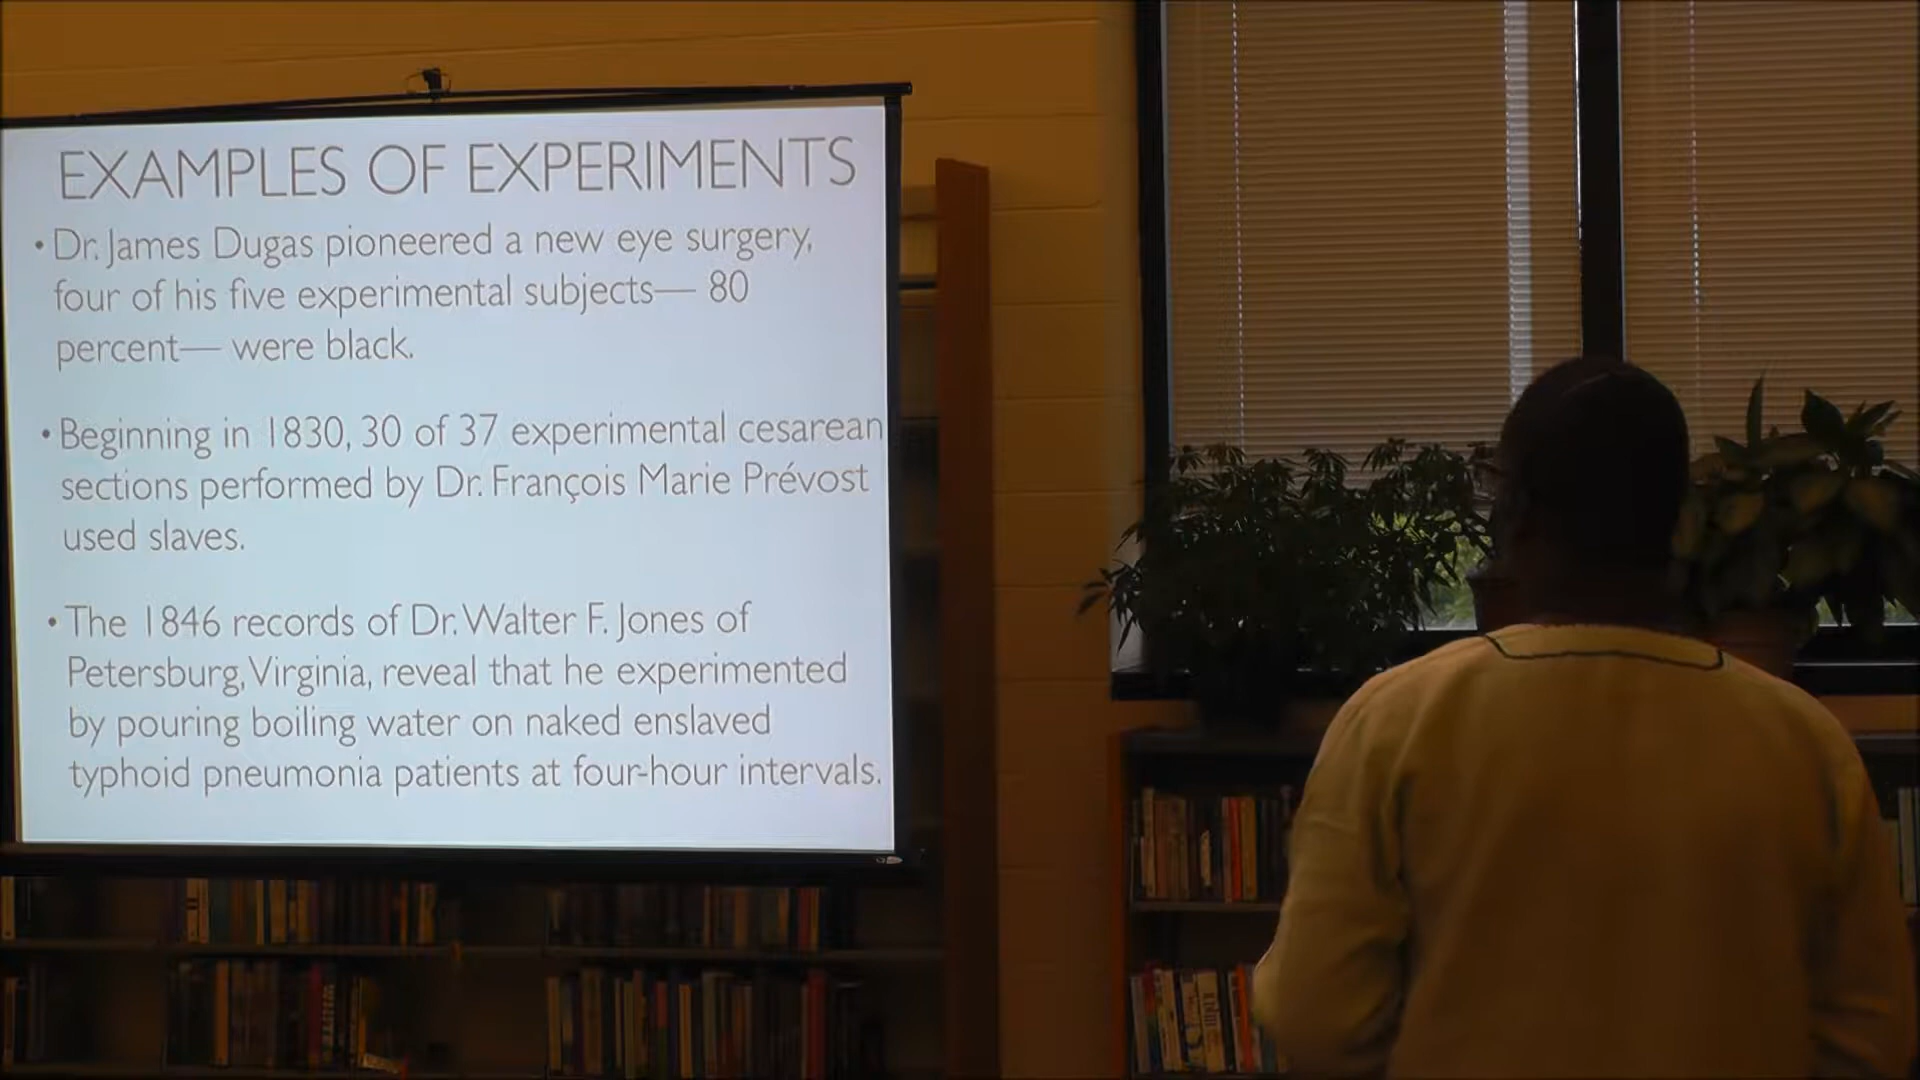 EXAMPLES OF EXPERIMENTS
• Dr. James Dugas pioneered a new eye surgery,
four of his five experimental subjects— 80
percent— were black.
• Beginning in 1830, 30 of 37 experimental cesarean
sections performed by Dr. François Marie Prévost
used slaves.
• The 1846 records of Dr. Walter F. Jones of
Petersburg, Virginia, reveal that he experimented
by pouring boiling water on naked enslaved
typhoid pneumonia patients at four-hour intervals.